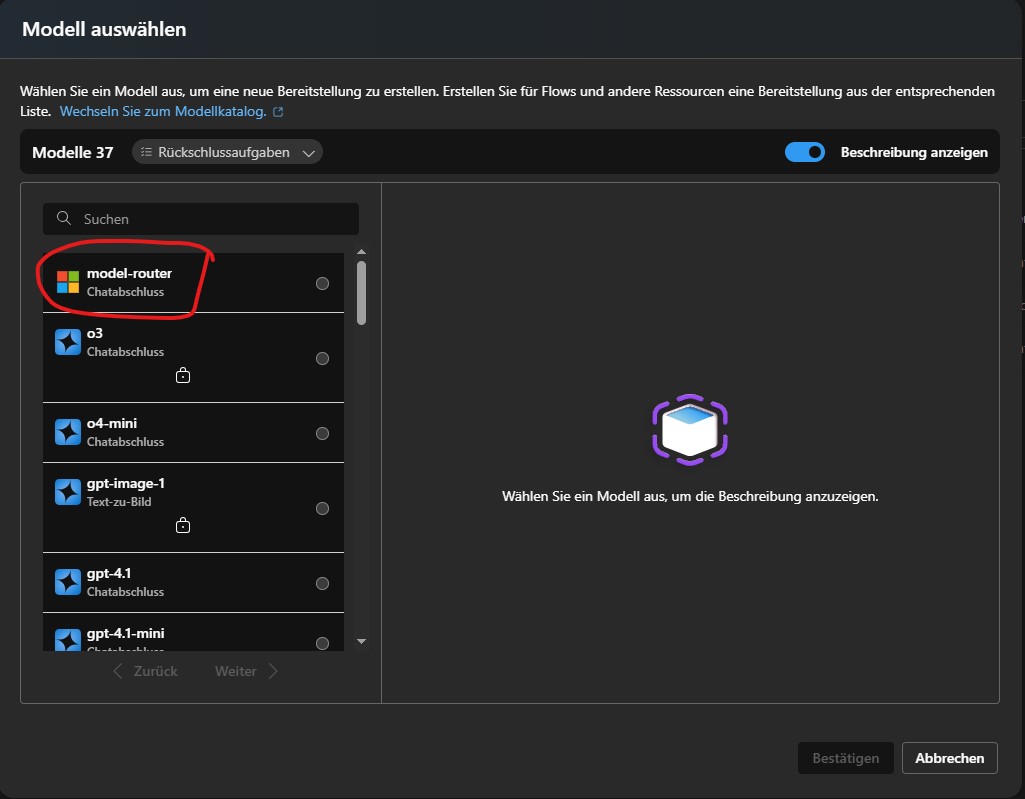 Modell auswählen
Wählen Sie ein Modell aus, um eine neue Bereitstellung zu erstellen. Erstellen Sie für Flows und andere Ressourcen eine Bereitstellung aus der entsprechenden
Liste. Wechseln Sie zum Modellkatalog.
Modelle 37 Rückschlussaufgaben Beschreibung anzeigen
Suchen
model-router
Chatabschluss
o3
Chatabschluss
o4-mini
Chatabschluss
gpt-image-1
Text-zu-Bild
gpt-4.1
Chatabschluss
gpt-4.1-mini
Chatabschluss
Zurück Weiter
Wählen Sie ein Modell aus, um die Beschreibung anzuzeigen.
Bestätigen Abbrechen